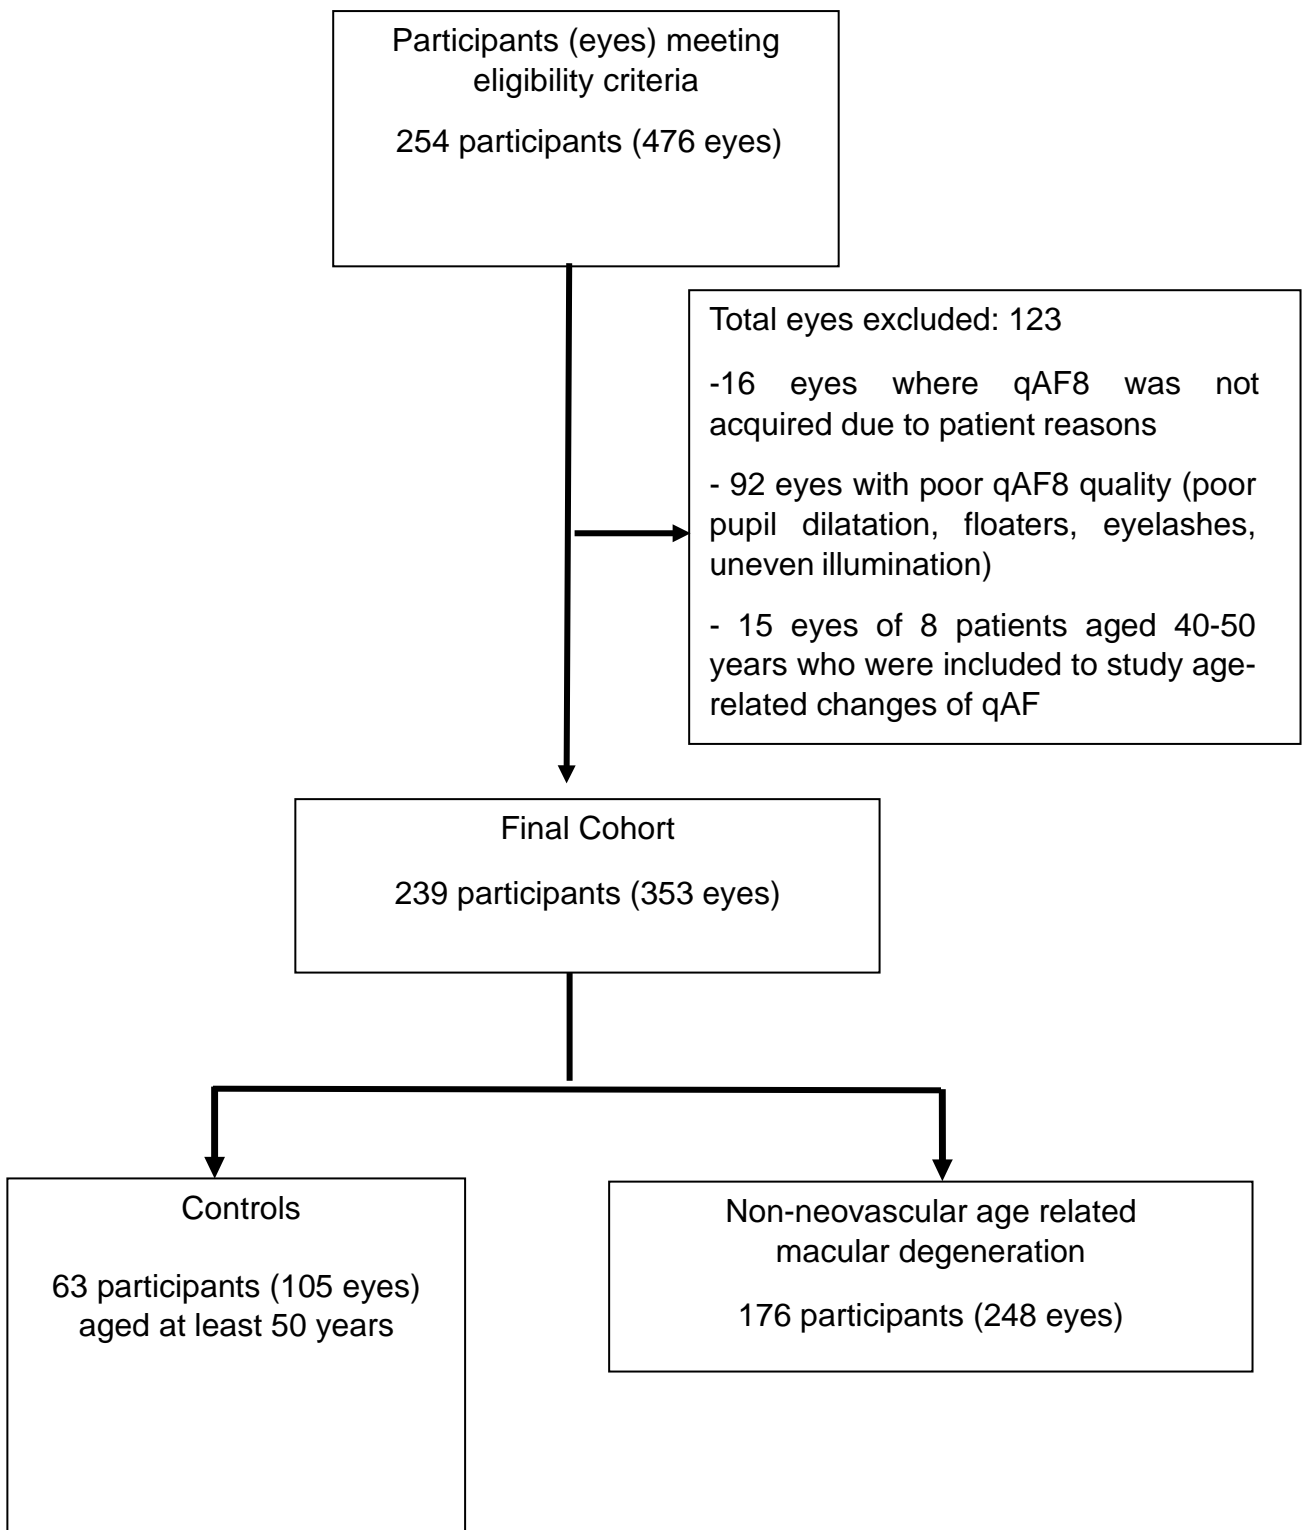 Participants (eyes) meeting
eligibility criteria
254 participants (476 eyes)
Total eyes excluded: 123
-16 eyes where qAF8 was not
acquired due to patient reasons
- 92 eyes with poor qAF8 quality (poor
pupil dilatation, floaters, eyelashes,
uneven illumination)
- 15 eyes of 8 patients aged 40-50
years who were included to study age-
related changes of qAF
Final Cohort
239 participants (353 eyes)
Controls
63 participants (105 eyes)
aged at least 50 years
Non-neovascular age related
macular degeneration
176 participants (248 eyes)